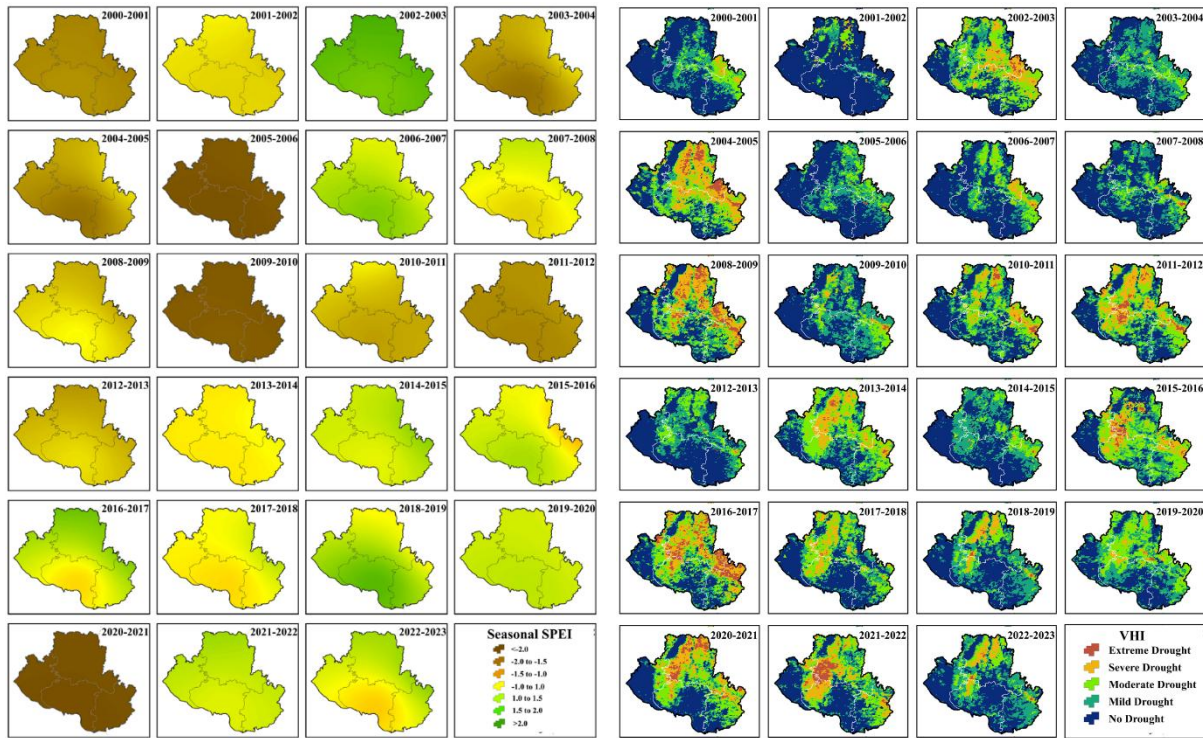 2000-2001 2001-2002 2002-2003 2003-2004
2004-2005 2005-2006 2006-2007 2007-2008
2008-2009 2009-2010 2010-2011 2011-2012
2012-2013 2013-2014 2014-2015 2015-2016
2016-2017 2017-2018 2018-2019 2019-2020
2020-2021 2021-2022 2022-2023
Seasonal SPEI
<-2.0
-2.0 to -1.5
-1.5 to -1.0
-1.0 to 1.0
1.0 to 1.5
1.5 to 2.0
>2.0
2000-2001 2001-2002 2002-2003 2003-2004
2004-2005 2005-2006 2006-2007 2007-2008
2008-2009 2009-2010 2010-2011 2011-2012
2012-2013 2013-2014 2014-2015 2015-2016
2016-2017 2017-2018 2018-2019 2019-2020
2020-2021 2021-2022 2022-2023
VHI
Extreme Drought
Severe Drought
Moderate Drought
Mild Drought
No Drought